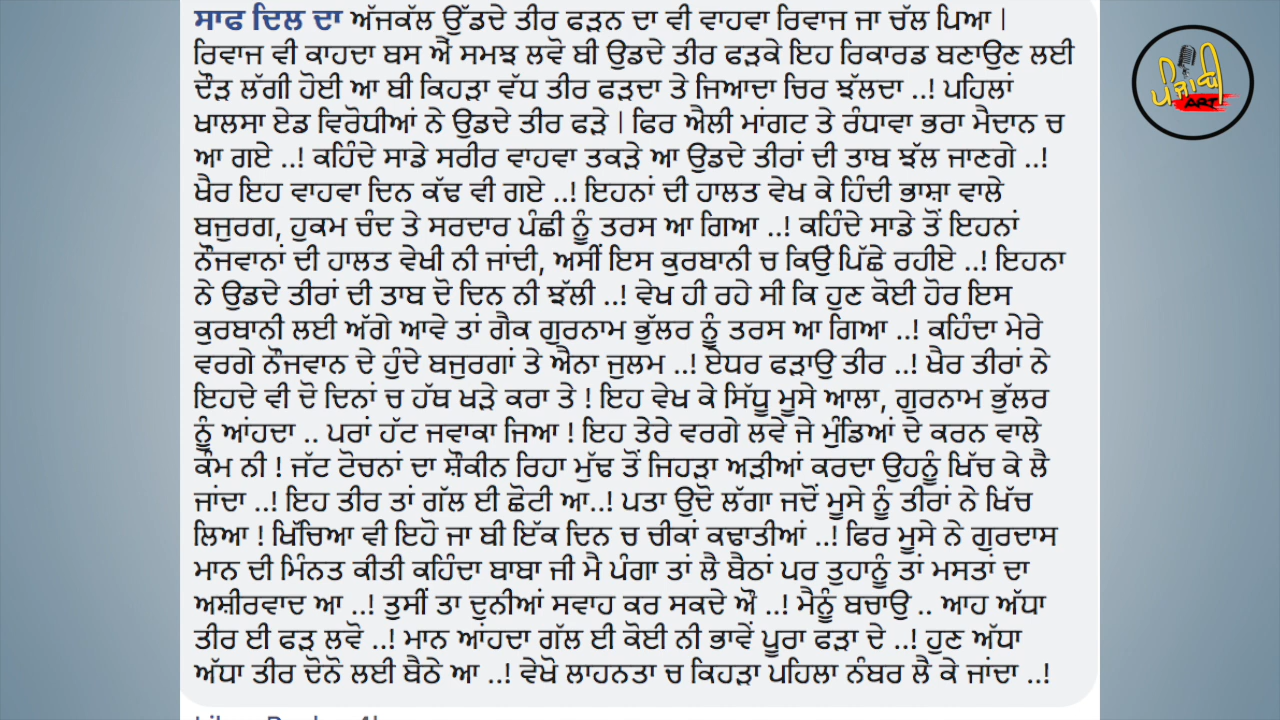 ਸਾਫ ਦਿਲ ਦਾ ਅੱਜਕੱਲ ਉੱਡਦੇ ਤੀਰ ਫੜਨ ਦਾ ਵੀ ਵਾਹਵਾ ਰਿਵਾਜ ਜਾ ਚੱਲ ਪਿਆ ।
ਰਿਵਾਜ ਵੀ ਕਾਹਦਾ ਬਸ ਐਂ ਸਮਝ ਲਵੋ ਬੀ ਉਡਦੇ ਤੀਰ ਫੜਕੇ ਇਹ ਰਿਕਾਰਡ ਬਣਾਉਣ ਲਈ
ਦੌੜ ਲੱਗੀ ਹੋਈ ਆ ਬੀ ਕਿਹੜਾ ਵੱਧ ਤੀਰ ਫੜਦਾ ਤੇ ਜਿਆਦਾ ਚਿਰ ਝੱਲਦਾ ..! ਪਹਿਲਾਂ
ਖਾਲਸਾ ਏਡ ਵਿਰੋਧੀਆਂ ਨੇ ਉਡਦੇ ਤੀਰ ਫੜੇ । ਫਿਰ ਐਲੀ ਮਾਂਗਟ ਤੇ ਰੰਧਾਵਾ ਭਰਾ ਮੈਦਾਨ ਚ
ਆ ਗਏ ..! ਕਹਿੰਦੇ ਸਾਡੇ ਸਰੀਰ ਵਾਹਵਾ ਤਕੜੇ ਆ ਉਡਦੇ ਤੀਰਾਂ ਦੀ ਤਾਬ ਝੱਲ ਜਾਣਗੇ ..!
ਖੈਰ ਇਹ ਵਾਹਵਾ ਦਿਨ ਕੱਢ ਵੀ ਗਏ ..! ਇਹਨਾਂ ਦੀ ਹਾਲਤ ਵੇਖ ਕੇ ਹਿੰਦੀ ਭਾਸ਼ਾ ਵਾਲੇ
ਬਜੁਰਗ, ਹੁਕਮ ਚੰਦ ਤੇ ਸਰਦਾਰ ਪੰਛੀ ਨੂੰ ਤਰਸ ਆ ਗਿਆ ..! ਕਹਿੰਦੇ ਸਾਡੇ ਤੋਂ ਇਹਨਾਂ
ਨੌਜਵਾਨਾਂ ਦੀ ਹਾਲਤ ਵੇਖੀ ਨੀ ਜਾਂਦੀ, ਅਸੀਂ ਇਸ ਕੁਰਬਾਨੀ ਚ ਕਿਉਂ ਪਿੱਛੇ ਰਹੀਏ ..! ਇਹਨਾ
ਨੇ ਉਡਦੇ ਤੀਰਾਂ ਦੀ ਤਾਬ ਦੋ ਦਿਨ ਨੀ ਝੱਲੀ ..! ਵੇਖ ਹੀ ਰਹੇ ਸੀ ਕਿ ਹੁਣ ਕੋਈ ਹੋਰ ਇਸ
ਕੁਰਬਾਨੀ ਲਈ ਅੱਗੇ ਆਵੇ ਤਾਂ ਗੈਕ ਗੁਰਨਾਮ ਭੁੱਲਰ ਨੂੰ ਤਰਸ ਆ ਗਿਆ ..! ਕਹਿੰਦਾ ਮੇਰੇ
ਵਰਗੇ ਨੌਜਵਾਨ ਦੇ ਹੁੰਦੇ ਬਜੁਰਗਾਂ ਤੇ ਐਨਾ ਜੁਲਮ ..! ਏਧਰ ਫੜਾਉ ਤੀਰ ..! ਖੈਰ ਤੀਰਾਂ ਨੇ
ਇਹਦੇ ਵੀ ਦੋ ਦਿਨਾਂ ਚ ਹੱਥ ਖੜੇ ਕਰਾ ਤੇ ! ਇਹ ਵੇਖ ਕੇ ਸਿੱਧੂ ਮੂਸੇ ਆਲਾ, ਗੁਰਨਾਮ ਭੁੱਲਰ
ਨੂੰ ਆਂਹਦਾ .. ਪਰਾਂ ਹੱਟ ਜਵਾਕਾ ਜਿਆ ! ਇਹ ਤੇਰੇ ਵਰਗੇ ਲਵੇ ਜੇ ਮੁੰਡਿਆਂ ਦੇ ਕਰਨ ਵਾਲੇ
ਕੰਮ ਨੀ ! ਜੱਟ ਟੋਚਨਾਂ ਦਾ ਸ਼ੌਕੀਨ ਰਿਹਾ ਮੁੱਢ ਤੋਂ ਜਿਹੜਾ ਅੜੀਆਂ ਕਰਦਾ ਉਹਨੂੰ ਖਿੱਚ ਕੇ ਲੈ
ਜਾਂਦਾ ..! ਇਹ ਤੀਰ ਤਾਂ ਗੱਲ ਈ ਛੋਟੀ ਆ..! ਪਤਾ ਉਦੋ ਲੱਗਾ ਜਦੋਂ ਮੂਸੇ ਨੂੰ ਤੀਰਾਂ ਨੇ ਖਿੱਚ
ਲਿਆ ! ਖਿੱਚਿਆ ਵੀ ਇਹੋ ਜਾ ਬੀ ਇੱਕ ਦਿਨ ਚ ਚੀਕਾਂ ਕਢਾਤੀਆਂ ..! ਫਿਰ ਮੂਸੇ ਨੇ ਗੁਰਦਾਸ
ਮਾਨ ਦੀ ਮਿੰਨਤ ਕੀਤੀ ਕਹਿੰਦਾ ਬਾਬਾ ਜੀ ਮੈ ਪੰਗਾ ਤਾਂ ਲੈ ਬੈਠਾਂ ਪਰ ਤੁਹਾਨੂੰ ਤਾਂ ਮਸਤਾਂ ਦਾ
ਅਸ਼ੀਰਵਾਦ ਆ ..! ਤੁਸੀਂ ਤਾ ਦੁਨੀਆਂ ਸਵਾਹ ਕਰ ਸਕਦੇ ਔ ..! ਮੈਨੂੰ ਬਚਾਉ .. ਆਹ ਅੱਧਾ
ਤੀਰ ਈ ਫੜ ਲਵੋ ..! ਮਾਨ ਆਂਹਦਾ ਗੱਲ ਈ ਕੋਈ ਨੀ ਭਾਵੇਂ ਪੂਰਾ ਫੜਾ ਦੇ ..! ਹੁਣ ਅੱਧਾ
ਅੱਧਾ ਤੀਰ ਦੋਨੋ ਲਈ ਬੈਠੇ ਆ ..! ਵੇਖੋ ਲਾਹਨਤਾ ਚ ਕਿਹੜਾ ਪਹਿਲਾ ਨੰਬਰ ਲੈ ਕੇ ਜਾਂਦਾ ..!
ਪੰਜਾਬੀ
ART